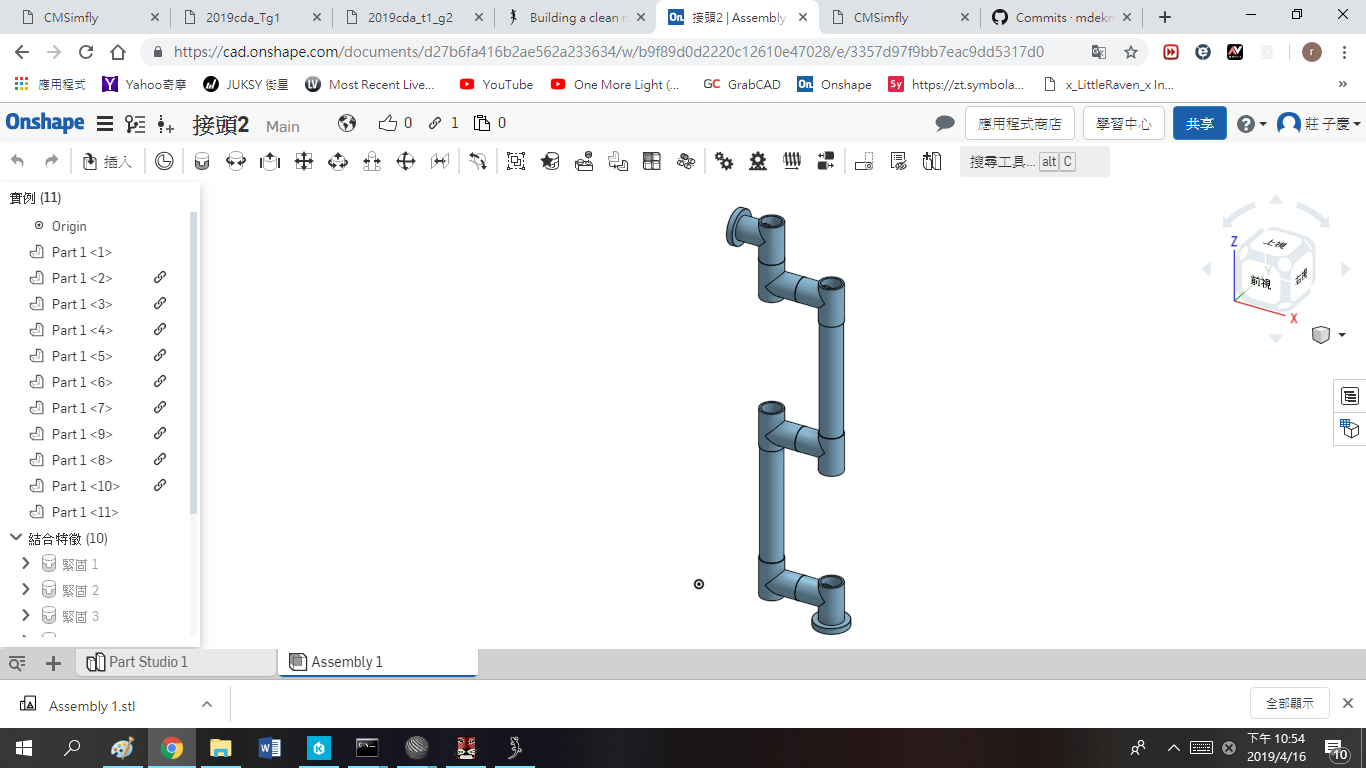 CMSimfly
2019cda_Tg1
2019cda_t1_g2
Building a clean n
接頭2 | Assembly
CMSimfly
Commits · mdekn
https://cad.onshape.com/documents/d27b6fa416b2ae562a233634/w/b9f89d0d2220c12610e47028/e/3357d97f9bb7eac9dd5317d0
r
應用程式
Yahoo奇摩
JUKSY 街星
Most Recent Live...
YouTube
One More Light (...
GC GrabCAD
On. Onshape
Sy https://zt.symbola...
x_LittleRaven_x In...
Onshape
接頭2 Main
0
1
0
應用程式商店
學習中心
共享
莊 子慶
插入
搜尋工具... alt C
實例 (11)
Origin
Part 1 <1>
Part 1 <2>
Part 1 <3>
Part 1 <4>
Part 1 <5>
Part 1 <6>
Part 1 <7>
Part 1 <9>
Part 1 <8>
Part 1 <10>
Part 1 <11>
結合特徵 (10)
緊固 1
緊固 2
緊固 3
Z
上視
Y
前視
右視
X
Part Studio 1
Assembly 1
Assembly 1.stl
全部顯示
下午 10:54
2019/4/16
10